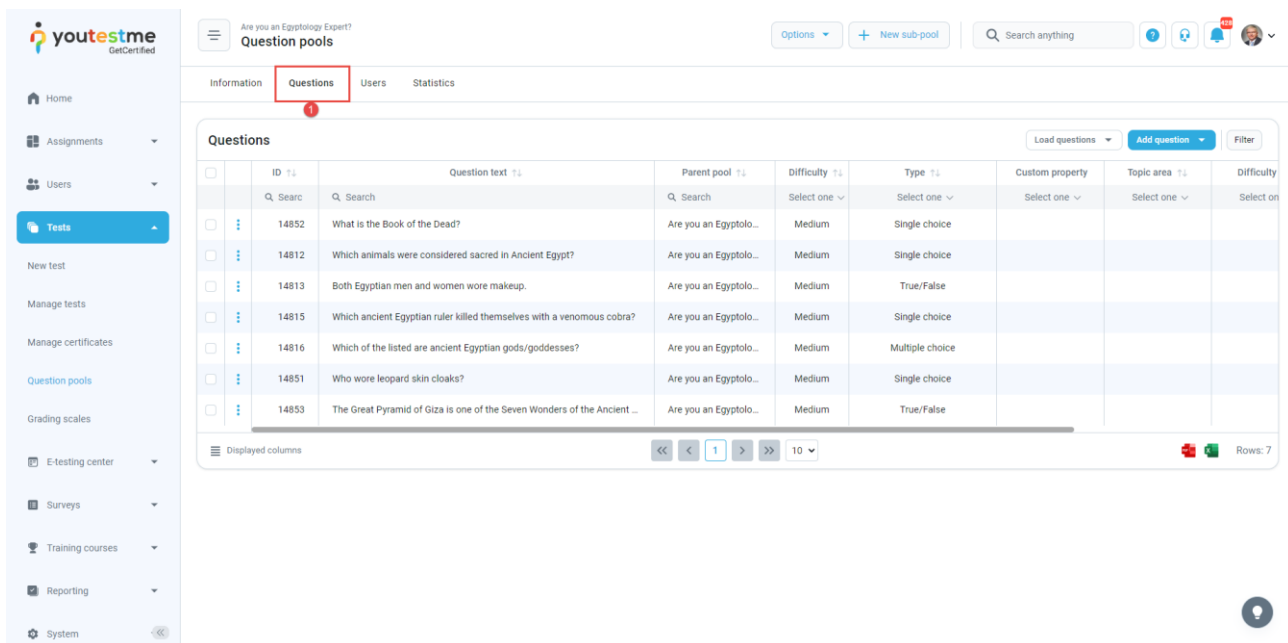 youtestme
GetCertified
Home
Assignments
Users
Tests
New test
Manage tests
Manage certificates
Question pools
Grading scales
E-testing center
Surveys
Training courses
Reporting
System
Are you an Egyptology Expert?
Question pools
Options
+ New sub-pool
Search anything
?
428
Information Questions Users Statistics
1
Questions
Load questions
Add question
Filter
ID Question text Parent pool Difficulty Type Custom property Topic area Difficulty
Searc Search Search Select one Select one Select one Select one Select on
14852 What is the Book of the Dead? Are you an Egyptolo... Medium Single choice
14812 Which animals were considered sacred in Ancient Egypt? Are you an Egyptolo... Medium Single choice
14813 Both Egyptian men and women wore makeup. Are you an Egyptolo... Medium True/False
14815 Which ancient Egyptian ruler killed themselves with a venomous cobra? Are you an Egyptolo... Medium Single choice
14816 Which of the listed are ancient Egyptian gods/goddesses? Are you an Egyptolo... Medium Multiple choice
14851 Who wore leopard skin cloaks? Are you an Egyptolo... Medium Single choice
14853 The Great Pyramid of Giza is one of the Seven Wonders of the Ancient ... Are you an Egyptolo... Medium True/False
Displayed columns
1
10
Rows: 7